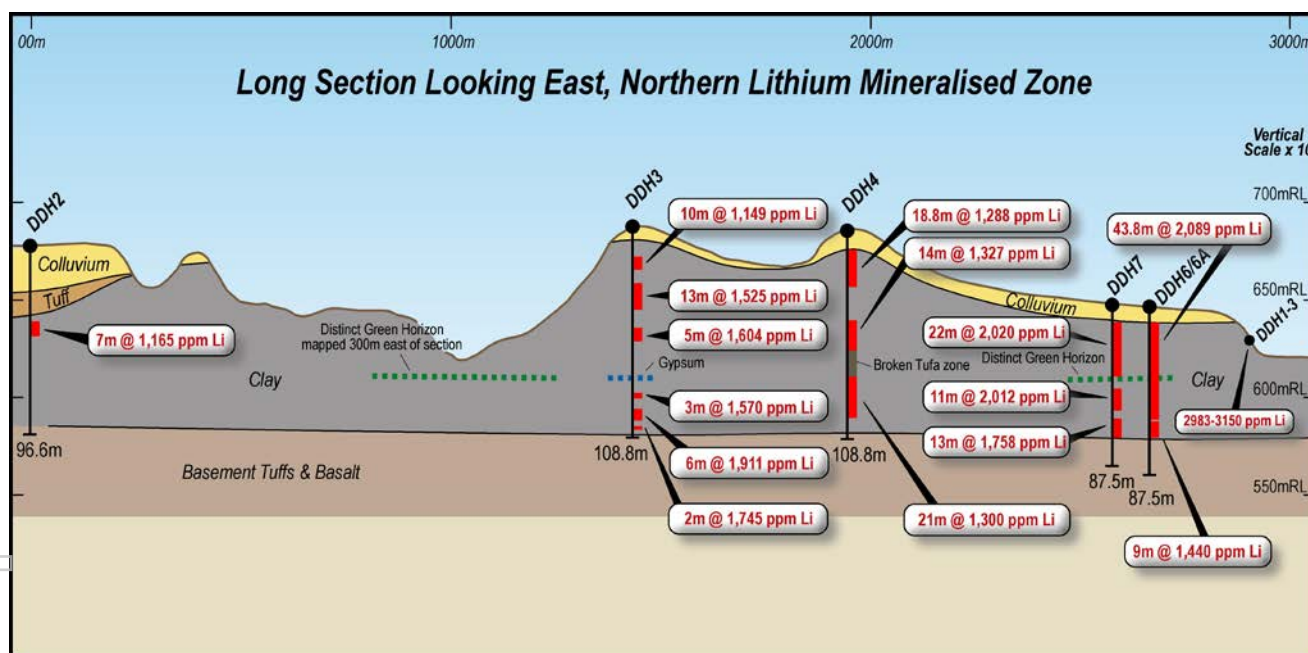 00m
1000m
2000m
3000m
Long Section Looking East, Northern Lithium Mineralised Zone
Vertical
Scale x 10
700mRL
650mRL
600mRL
550mRL
DDH2
DDH3
DDH4
DDH7
DDH6/6A
DDH1-3
Colluvium
Tuff
7m @ 1,165 ppm Li
Clay
96.6m
Distinct Green Horizon
mapped 300m east of section
10m @ 1,149 ppm Li
13m @ 1,525 ppm Li
5m @ 1,604 ppm Li
Gypsum
3m @ 1,570 ppm Li
6m @ 1,911 ppm Li
2m @ 1,745 ppm Li
108.8m
18.8m @ 1,288 ppm Li
14m @ 1,327 ppm Li
Broken Tufa zone
21m @ 1,300 ppm Li
108.8m
Colluvium
43.8m @ 2,089 ppm Li
22m @ 2,020 ppm Li
Distinct Green Horizon
11m @ 2,012 ppm Li
13m @ 1,758 ppm Li
Clay
2983-3150 ppm Li
87.5m
87.5m
9m @ 1,440 ppm Li
Basement Tuffs & Basalt